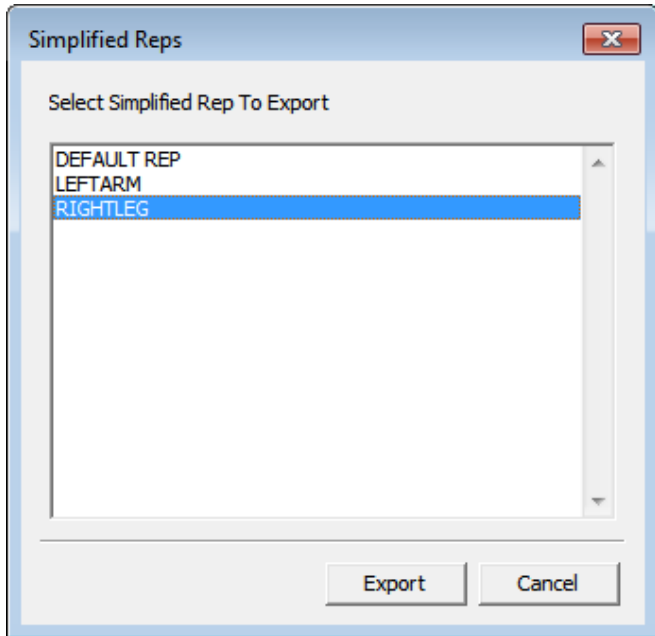 Simplified Reps
Select Simplified Rep To Export
DEFAULT REP
LEFTARM
RIGHTLEG
Export
Cancel